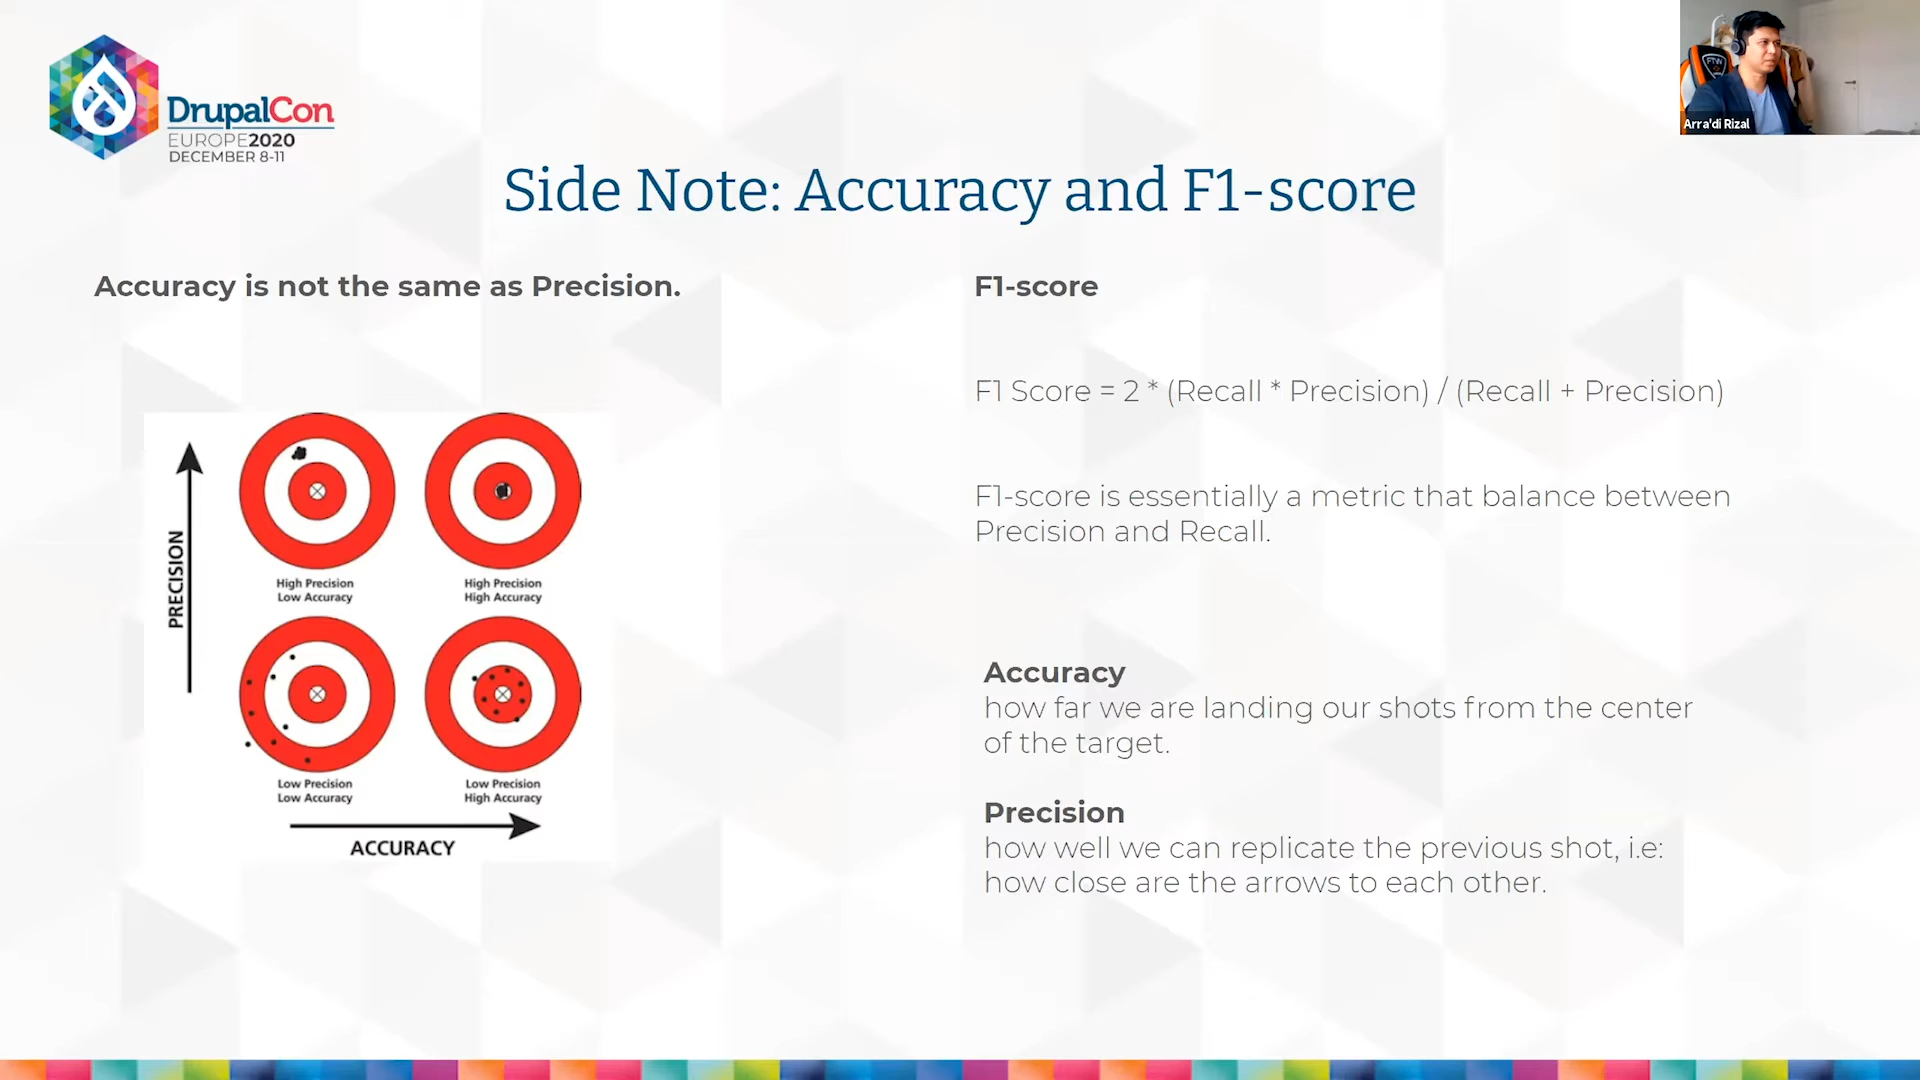 DrupalCon
EUROPE2020
DECEMBER 8-11
FTW
Arra'di Rizal
Side Note: Accuracy and F1-score
Accuracy is not the same as Precision.
PRECISION
High Precision
Low Accuracy
High Precision
High Accuracy
Low Precision
Low Accuracy
Low Precision
High Accuracy
ACCURACY
F1-score
F1 Score = 2 * (Recall * Precision) / (Recall + Precision)
F1-score is essentially a metric that balance between
Precision and Recall.
Accuracy
how far we are landing our shots from the center
of the target.
Precision
how well we can replicate the previous shot, i.e:
how close are the arrows to each other.